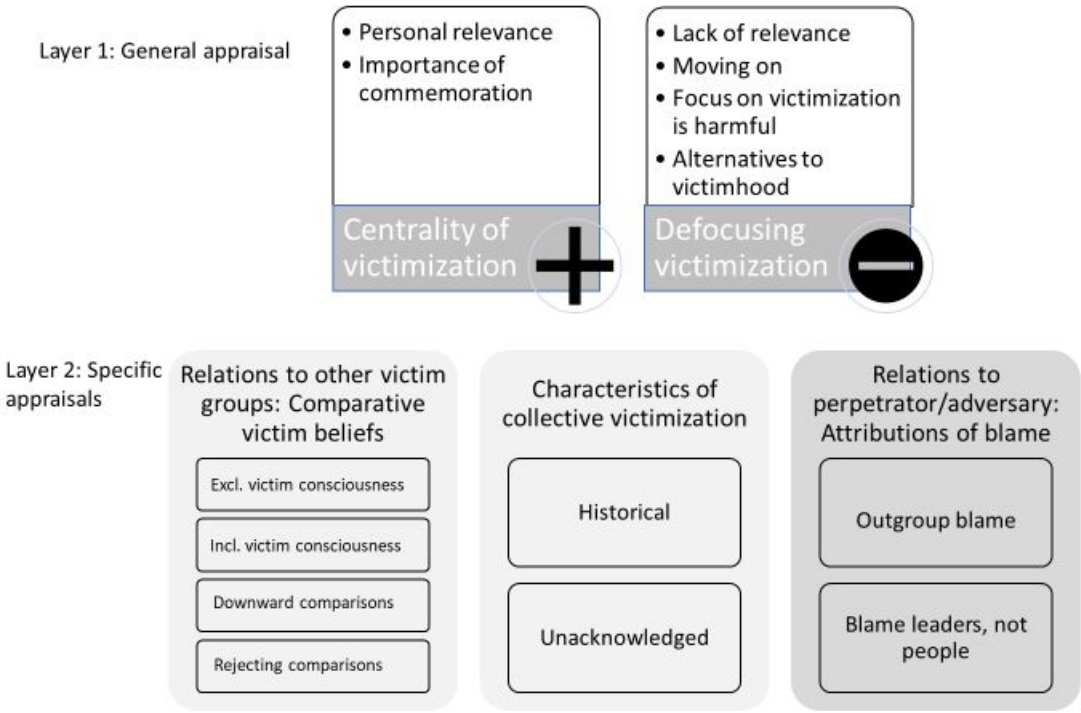 Layer 1: General appraisal
• Personal relevance
• Importance of
commemoration
Centrality of
victimization
• Lack of relevance
• Moving on
• Focus on victimization
is harmful
• Alternatives to
victimhood
Defocusing
victimization
Layer 2: Specific
appraisals
Relations to other victim
groups: Comparative
victim beliefs
Excl. victim consciousness
Incl. victim consciousness
Downward comparisons
Rejecting comparisons
Characteristics of
collective victimization
Historical
Unacknowledged
Relations to
perpetrator/adversary:
Attributions of blame
Outgroup blame
Blame leaders, not
people